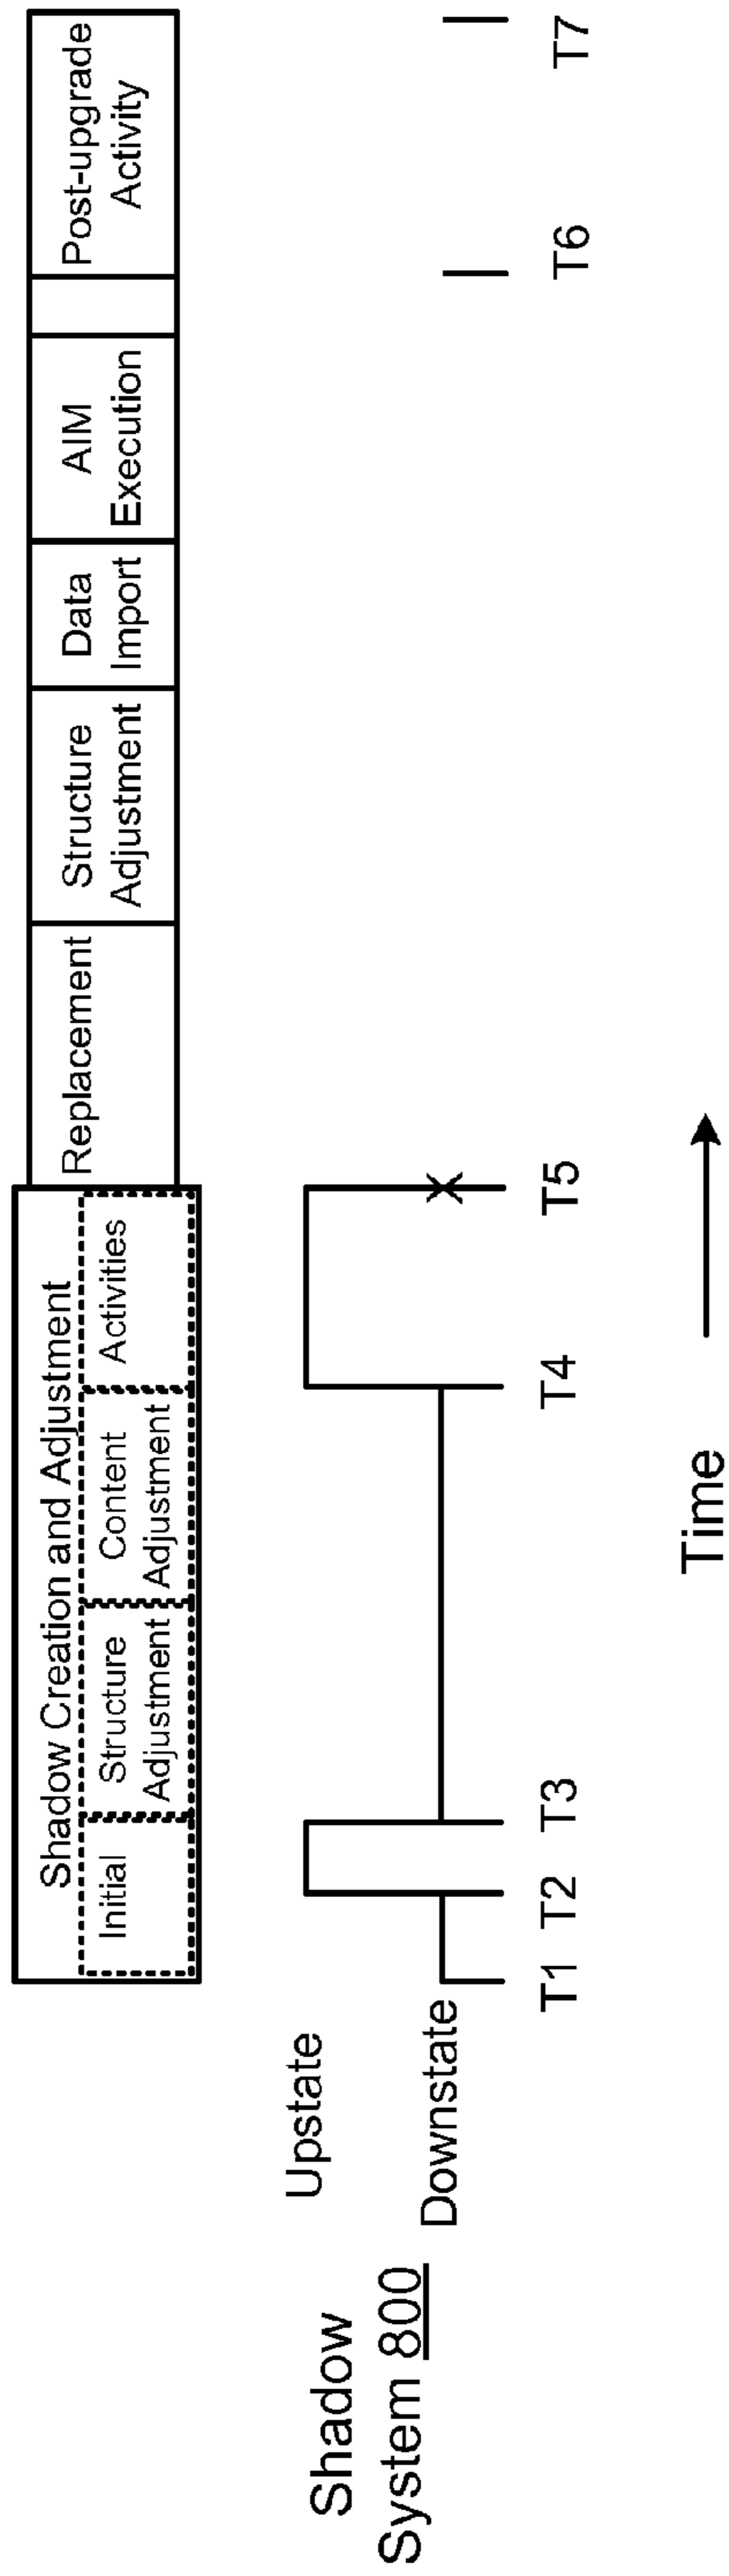 Shadow Creation and Adjustment
Initial
Structure
Adjustment
Content
Adjustment
Activities
Replacement
Structure
Adjustment
Data
Import
AIM
Execution
Post-upgrade
Activity
Shadow
System 800
Upstate
Downstate
T1
T2
T3
T4
T5
T6
T7
Time